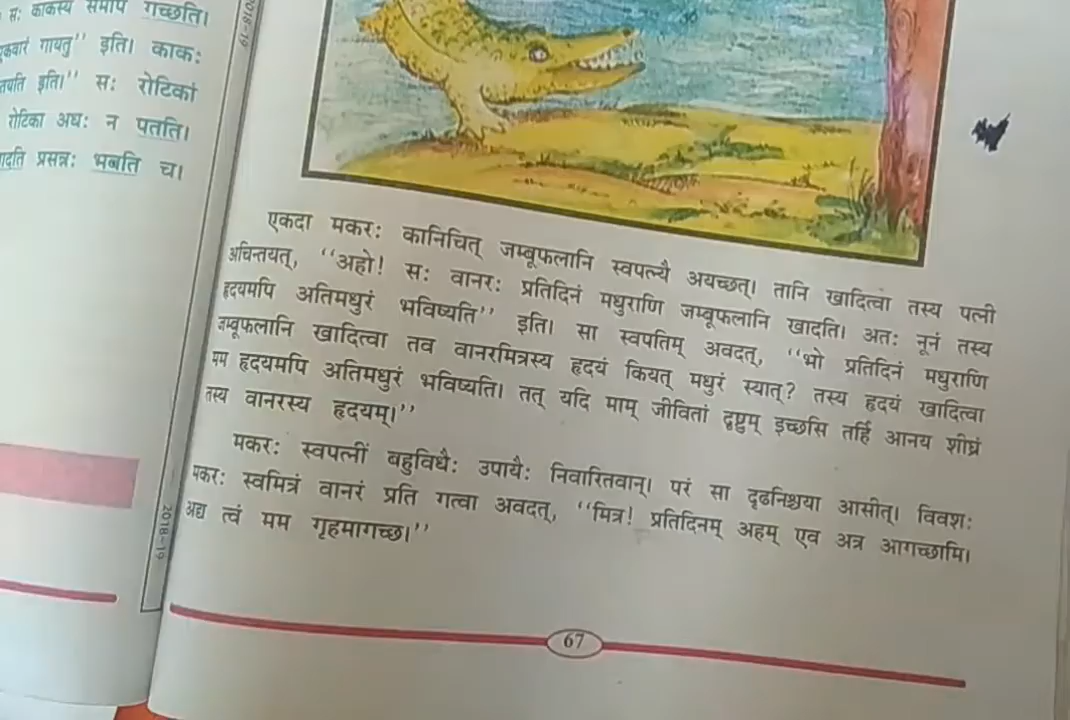 सः काकस्य समीपं गच्छति।
गायतु" इति। काकः
इति।" सः रोटिकां
रोटिका अधः न पतति।
प्रसन्नः भवति च।
2018-19
एकदा मकरः कानिचित् जम्बूफलानि स्वपत्न्यै अयच्छत्। तानि खादित्वा तस्य पत्नी
अचिन्तयत्, "अहो! सः वानरः प्रतिदिनं मधुराणि जम्बूफलानि खादति। अतः नूनं तस्य
हृदयमपि अतिमधुरं भविष्यति" इति। सा स्वपतिम् अवदत्, "भो प्रतिदिनं मधुराणि
जम्बूफलानि खादित्वा तव वानरमित्रस्य हृदयं कियत् मधुरं स्यात्? तस्य हृदयं खादित्वा
मम हृदयमपि अतिमधुरं भविष्यति। तत् यदि माम् जीवितां द्रष्टुम् इच्छसि तर्हि आनय शीघ्रं
तस्य वानरस्य हृदयम्।"
मकरः स्वपत्नीं बहुविधैः उपायैः निवारितवान्। परं सा दृढनिश्चया आसीत्। विवशः
मकरः स्वमित्रं वानरं प्रति गत्वा अवदत्, "मित्र! प्रतिदिनम् अहम् एव अत्र आगच्छामि।
अद्य त्वं मम गृहमागच्छ।"
2018-19
67